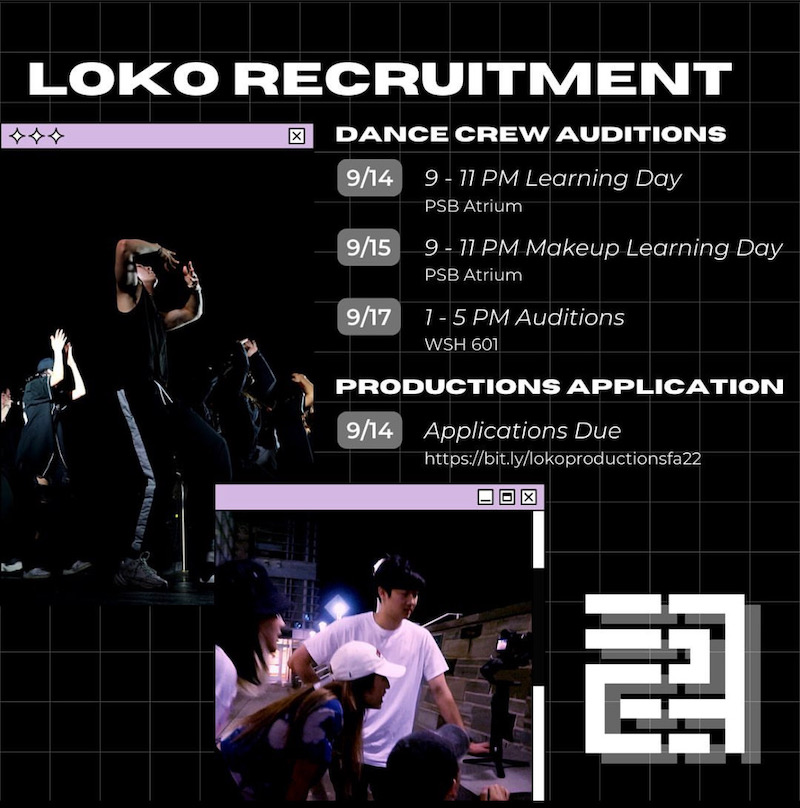 LOKO RECRUITMENT
DANCE CREW AUDITIONS
9/14 9 - 11 PM Learning Day
PSB Atrium
9/15 9 - 11 PM Makeup Learning Day
PSB Atrium
9/17 1 - 5 PM Auditions
WSH 601
PRODUCTIONS APPLICATION
9/14 Applications Due
https://bit.ly/lokoproductionsfa22